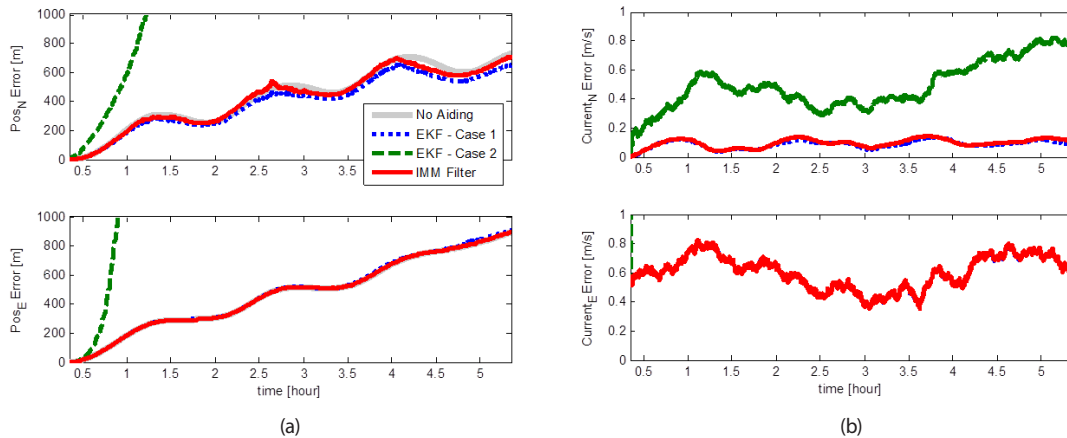 1000
800
600
400
200
0
Pos_N Error [m]
0.5 1 1.5 2 2.5 3 3.5 4 4.5 5
No Aiding
EKF - Case 1
EKF - Case 2
IMM Filter
1000
800
600
400
200
0
Pos_E Error [m]
0.5 1 1.5 2 2.5 3 3.5 4 4.5 5
time [hour]
(a)
1
0.8
0.6
0.4
0.2
0
Current_N Error [m/s]
0.5 1 1.5 2 2.5 3 3.5 4 4.5 5
1
0.8
0.6
0.4
0.2
0
Current_E Error [m/s]
0.5 1 1.5 2 2.5 3 3.5 4 4.5 5
time [hour]
(b)